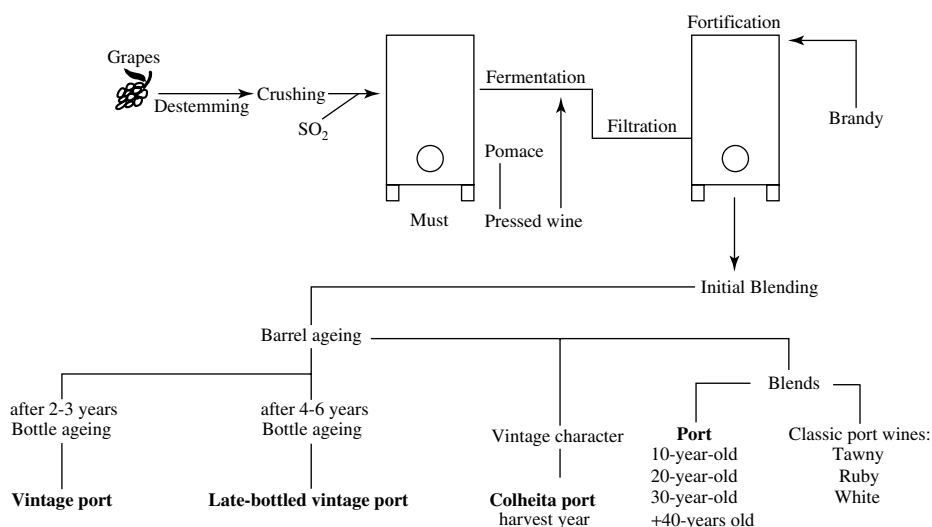 Fortification
Grapes
Fermentation
Destemming
Crushing
SO2
Filtration
Brandy
Pomace
Must
Pressed wine
Initial Blending
Barrel ageing
Blends
after 2-3 years
Bottle ageing
after 4-6 years
Bottle ageing
Vintage character
Port
10-year-old
20-year-old
30-year-old
+40-years old
Classic port wines:
Tawny
Ruby
White
Vintage port
Late-bottled vintage port
Colheita port
harvest year